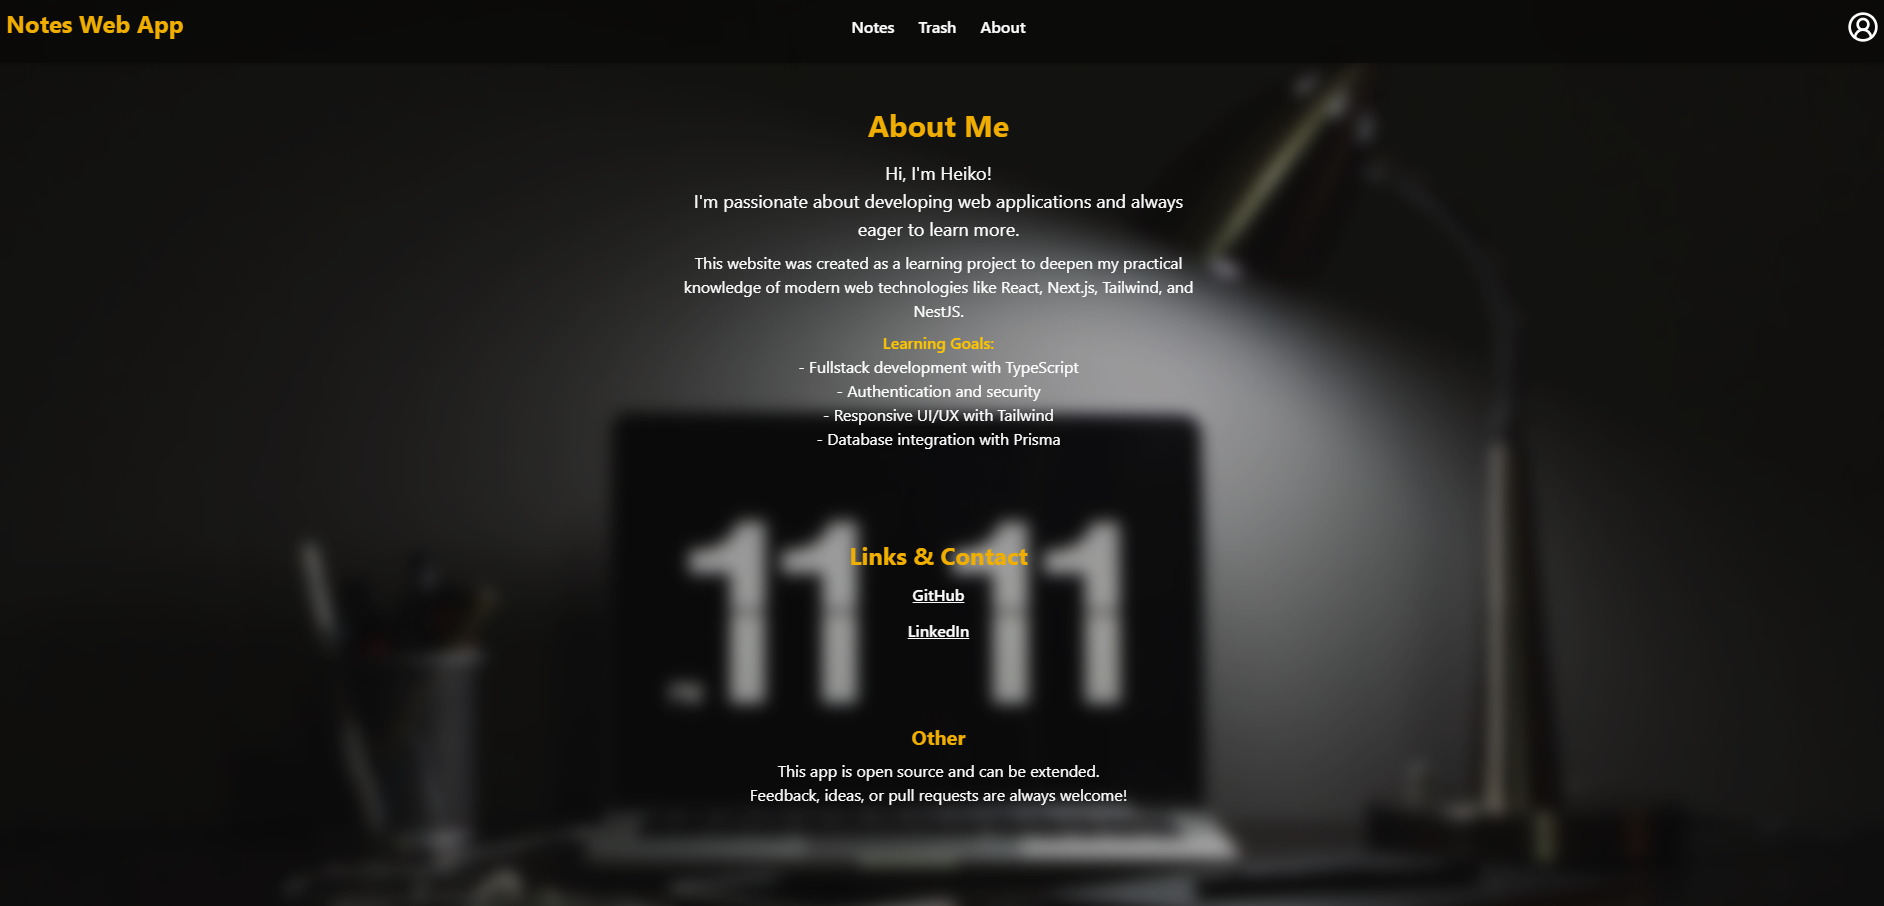 Notes Web App
Notes Trash About
About Me
Hi, I'm Heiko!
I'm passionate about developing web applications and always
eager to learn more.
This website was created as a learning project to deepen my practical
knowledge of modern web technologies like React, Next.js, Tailwind, and
NestJS.
Learning Goals:
- Fullstack development with TypeScript
- Authentication and security
- Responsive UI/UX with Tailwind
- Database integration with Prisma
11 11
Links & Contact
GitHub
LinkedIn
Other
This app is open source and can be extended.
Feedback, ideas, or pull requests are always welcome!